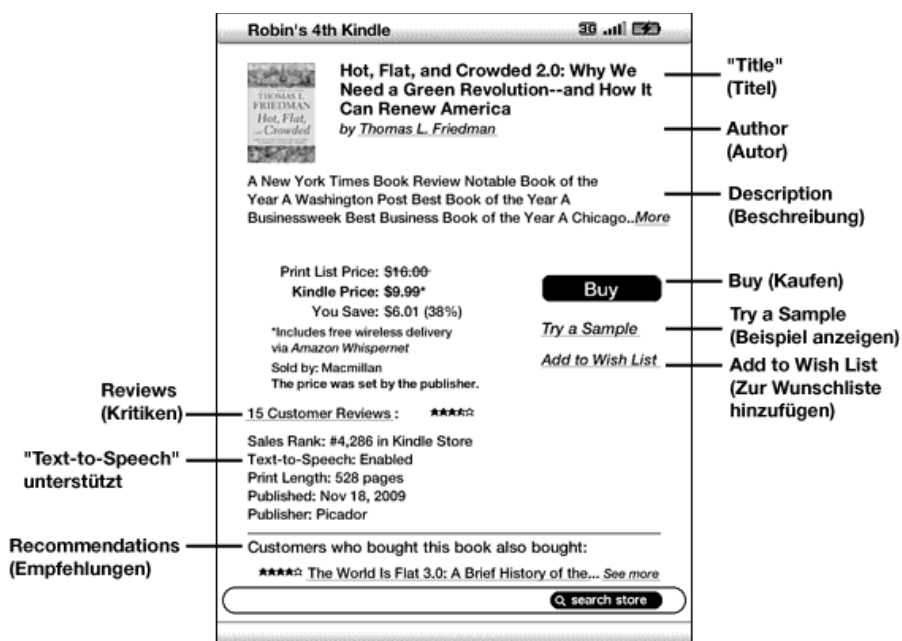 Robin's 4th Kindle
3G
THOMAS L.
FRIEDMAN
Hot, Flat,
and Crowded
Hot, Flat, and Crowded 2.0: Why We
Need a Green Revolution--and How It
Can Renew America
by Thomas L. Friedman
"Title"
(Titel)
Author
(Autor)
A New York Times Book Review Notable Book of the
Year A Washington Post Best Book of the Year A
Businessweek Best Business Book of the Year A Chicago..More
Description
(Beschreibung)
Print List Price: $16.00
Kindle Price: $9.99*
You Save: $6.01 (38%)
*Includes free wireless delivery
via Amazon Whispernet
Sold by: Macmillan
The price was set by the publisher.
Buy
Try a Sample
Add to Wish List
Buy (Kaufen)
Try a Sample
(Beispiel anzeigen)
Add to Wish List
(Zur Wunschliste
hinzufügen)
Reviews
(Kritiken)
15 Customer Reviews :
Sales Rank: #4,286 in Kindle Store
Text-to-Speech: Enabled
Print Length: 528 pages
Published: Nov 18, 2009
Publisher: Picador
"Text-to-Speech"
unterstützt
Recommendations
(Empfehlungen)
Customers who bought this book also bought:
The World Is Flat 3.0: A Brief History of the... See more
search store